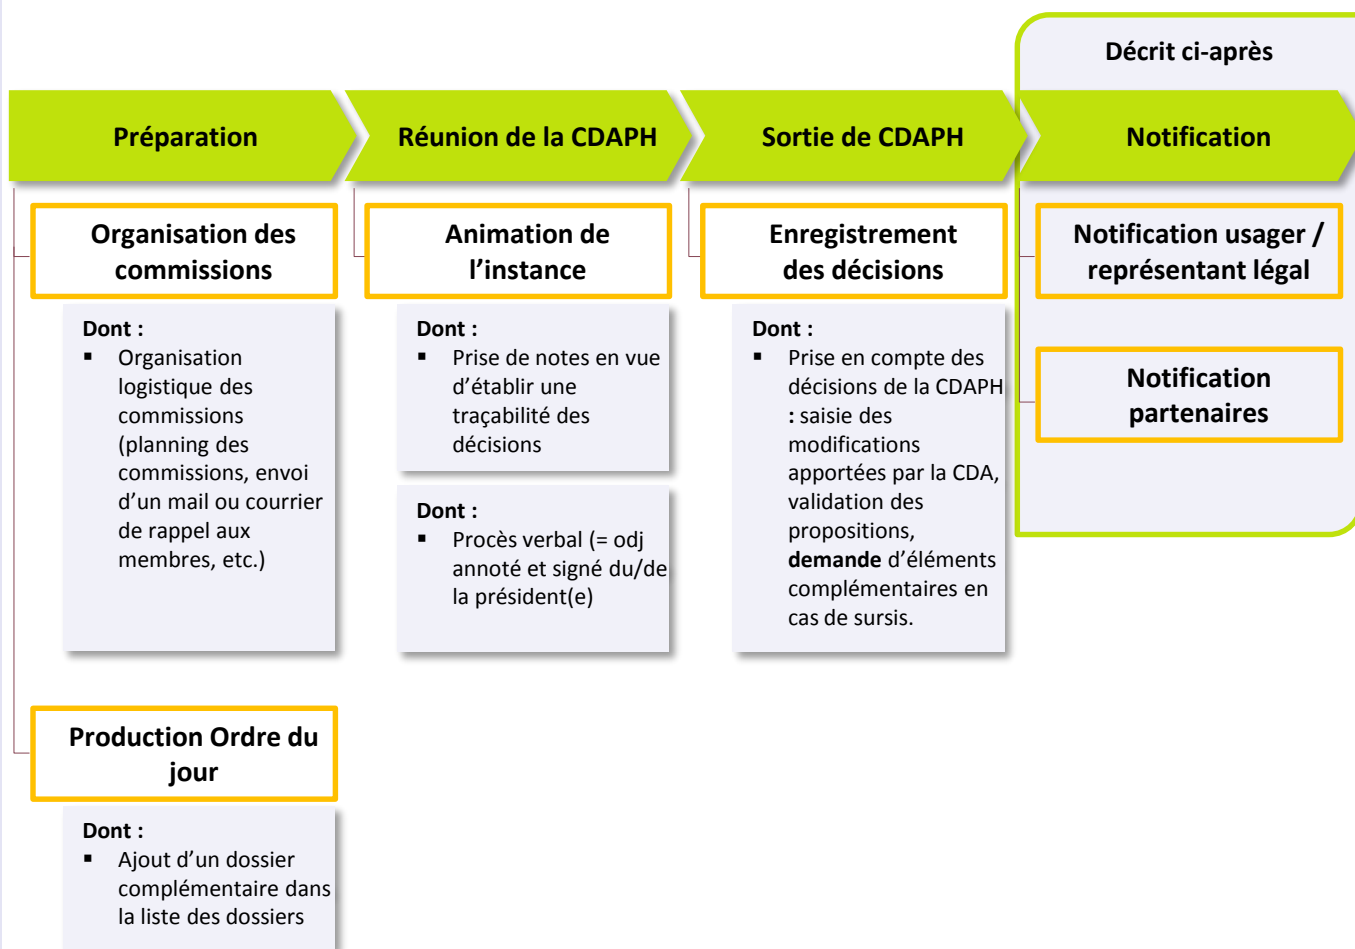 Décrit ci-après
Préparation
Réunion de la CDAPH
Sortie de CDAPH
Notification
Organisation des
commissions
Dont :
▪ Organisation
logistique des
commissions
(planning des
commissions, envoi
d’un mail ou courrier
de rappel aux
membres, etc.)
Production Ordre du
jour
Dont :
▪ Ajout d’un dossier
complémentaire dans
la liste des dossiers
Animation de
l’instance
Dont :
▪ Prise de notes en vue
d’établir une
traçabilité des
décisions
Dont :
▪ Procès verbal (= odj
annoté et signé du/de
la président(e)
Enregistrement
des décisions
Dont :
▪ Prise en compte des
décisions de la CDAPH
: saisie des
modifications
apportées par la CDA,
validation des
propositions,
demande d’éléments
complémentaires en
cas de sursis.
Notification usager /
représentant légal
Notification
partenaires